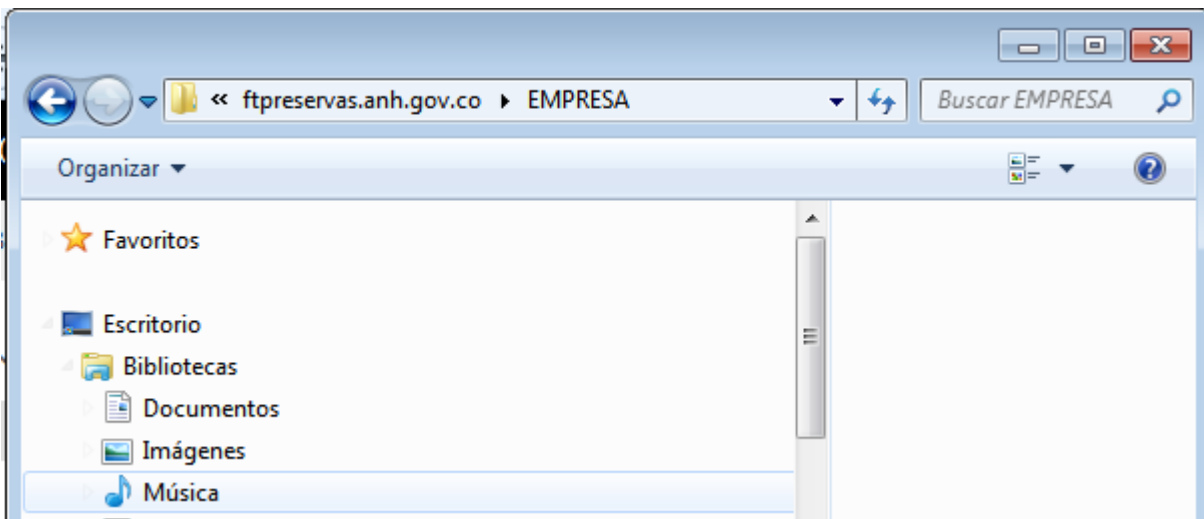 « ftpreservas.anh.gov.co ▸ EMPRESA
Buscar EMPRESA
Organizar
Favoritos
Escritorio
Bibliotecas
Documentos
Imágenes
Música